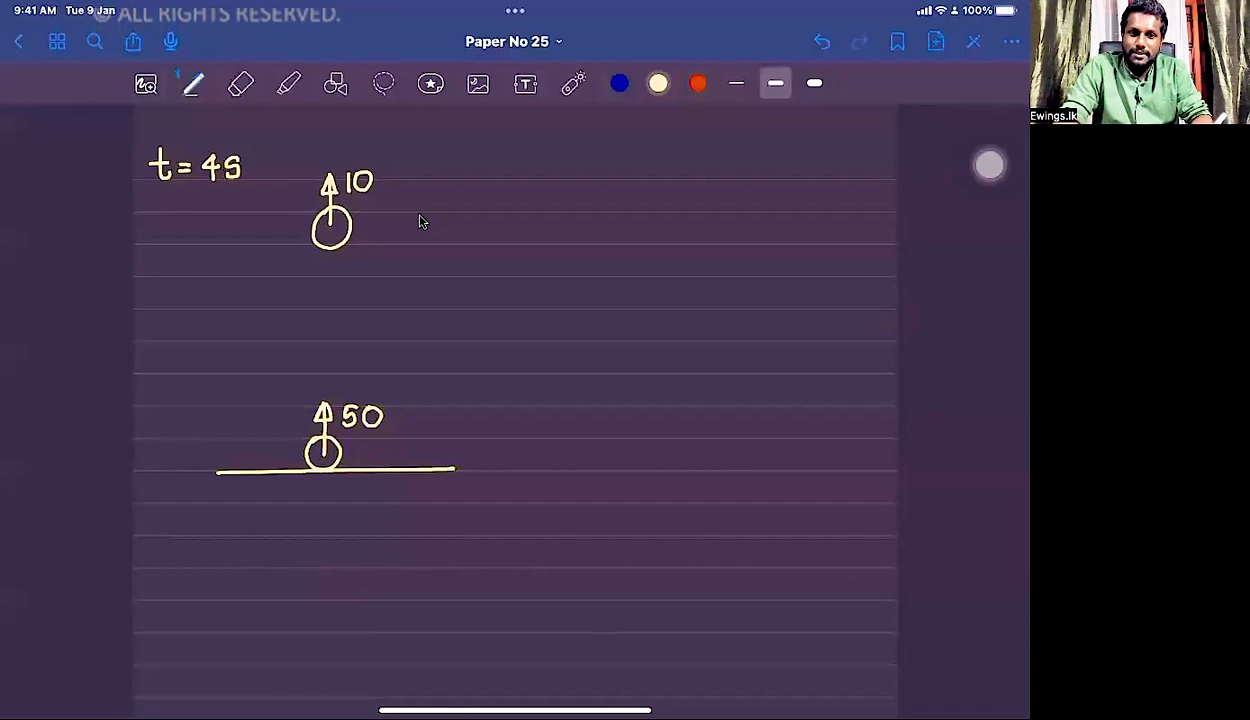 9:41 AM Tue 9 Jan
© ALL RIGHTS RESERVED.
100%
Paper No 25
T
t = 4s
10
50
Ewings.lk